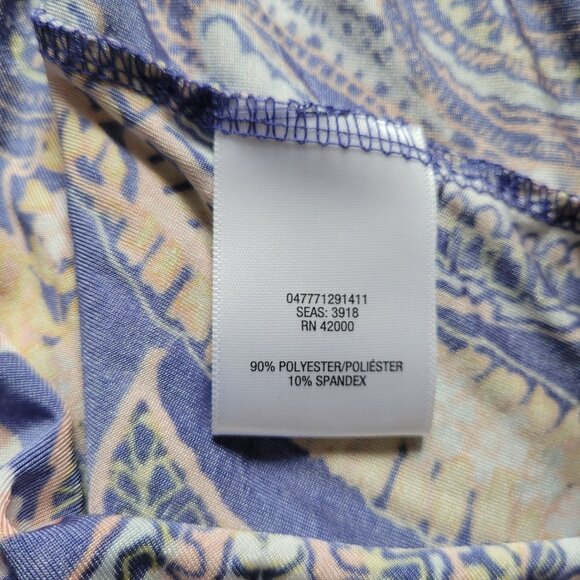 047771291411
SEAS: 3918
RN 42000
90% POLYESTER/POLIÉSTER
10% SPANDEX